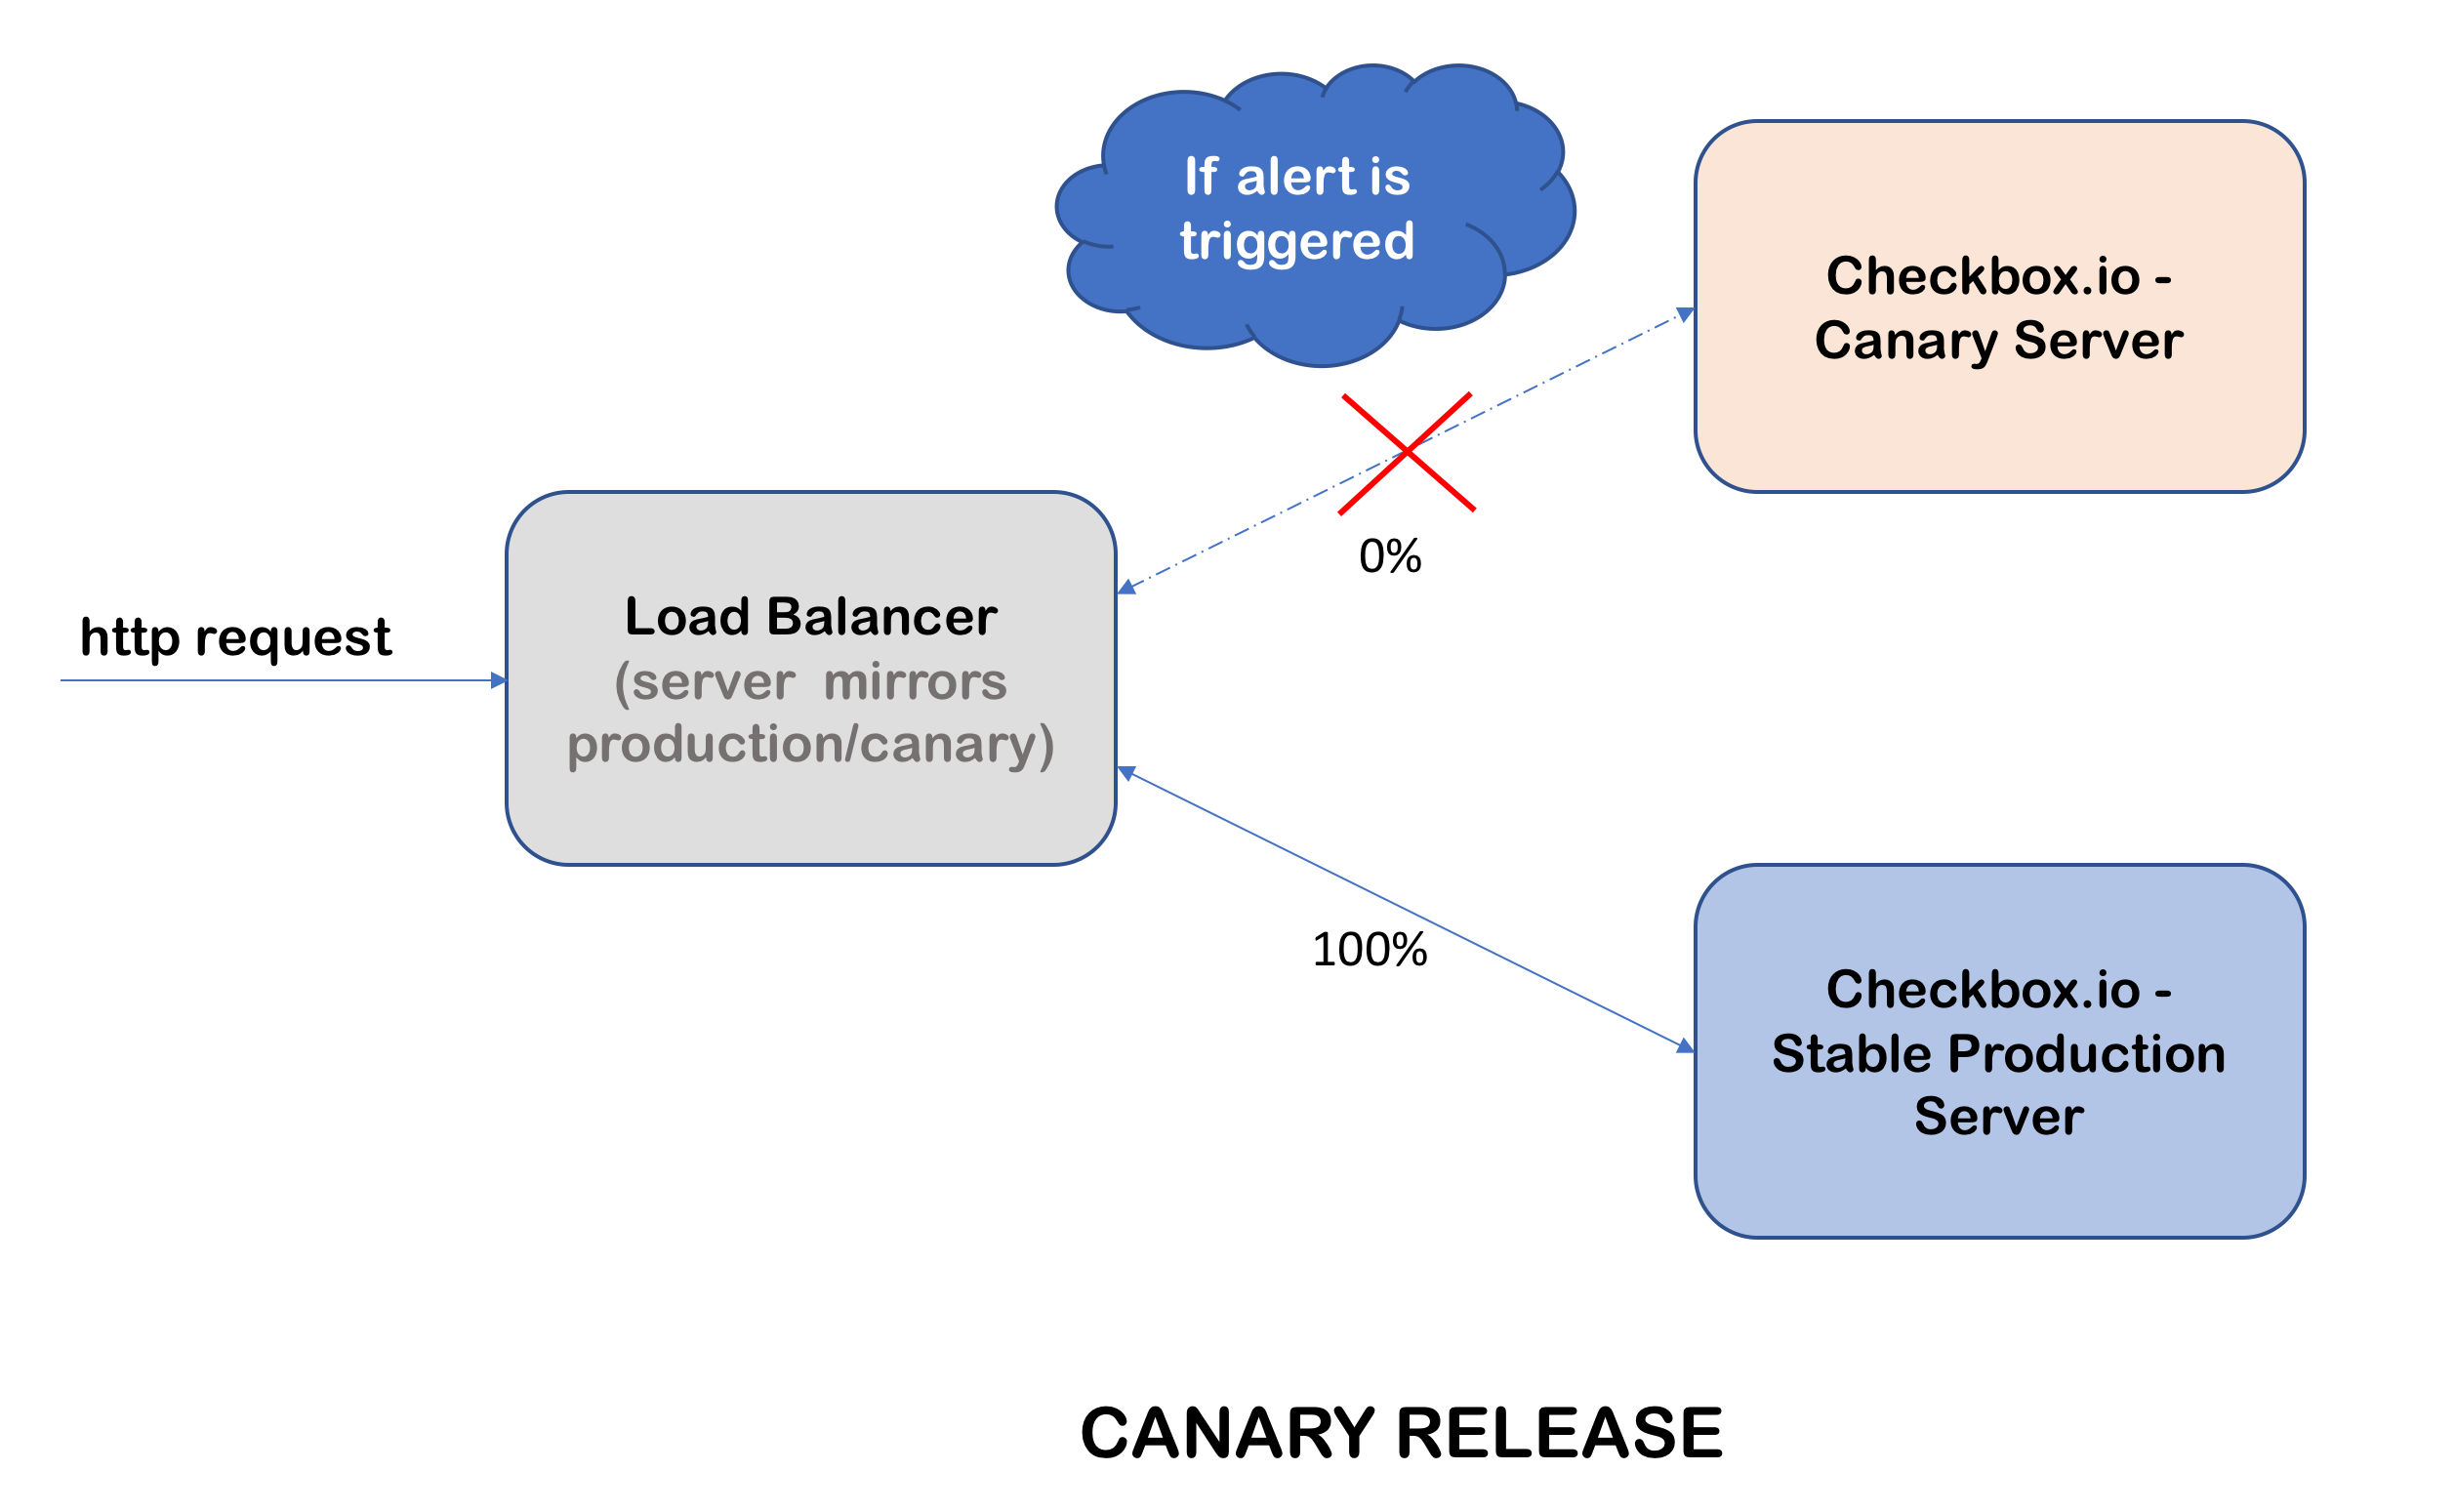 If alert is
triggered
Checkbox.io -
Canary Server
0%
http request
Load Balancer
(server mirrors
production/canary)
100%
Checkbox.io -
Stable Production
Server
CANARY RELEASE